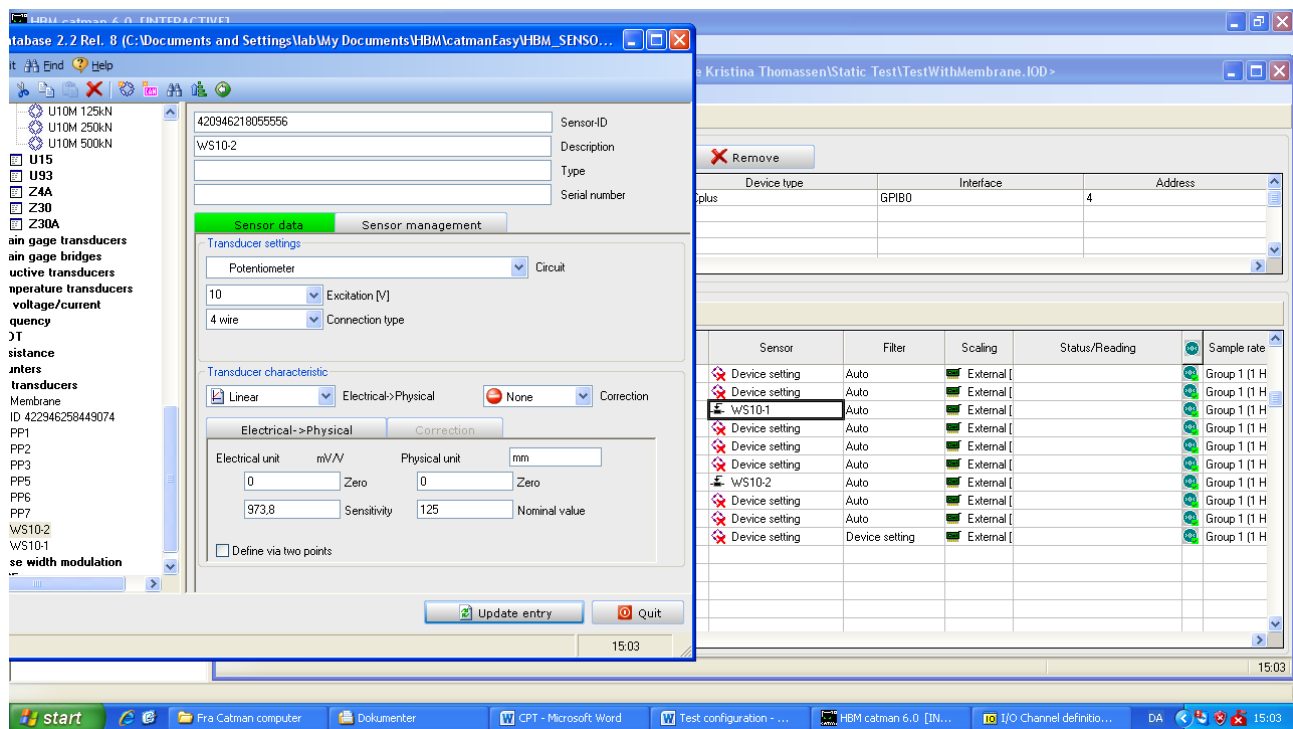 HBM catman 6.0 [INTERACTIVE]
atabase 2.2 Rel. 8 (C:\Documents and Settings\lab\My Documents\HBM\catmanEasy\HBM_SENSO...
it Find Help
U10M 125kN
U10M 250kN
U10M 500kN
U15
U93
Z4A
Z30
Z30A
ain gage transducers
ain gage bridges
uctive transducers
mperature transducers
voltage/current
quency
OT
sistance
unters
transducers
Membrane
ID 422946258449074
PP1
PP2
PP3
PP5
PP6
PP7
WS10-2
WS10-1
se width modulation
420946218055556 Sensor-ID
WS10-2 Description
Type
Serial number
Sensor data Sensor management
Transducer settings
Potentiometer Circuit
10 Excitation [V]
4 wire Connection type
Transducer characteristic
Linear Electrical->Physical None Correction
Electrical->Physical Correction
Electrical unit mV/V Physical unit mm
0 Zero 0 Zero
973,8 Sensitivity 125 Nominal value
Define via two points
Update entry Quit
15:03
e Kristina Thomassen\Static Test\TestWithMembrane.IOD>
Remove
Device type Interface Address
Cplus GPIB0 4
Sensor Filter Scaling Status/Reading Sample rate
Device setting Auto External [ Group 1 (1 H
Device setting Auto External [ Group 1 (1 H
WS10-1 Auto External [ Group 1 (1 H
Device setting Auto External [ Group 1 (1 H
Device setting Auto External [ Group 1 (1 H
Device setting Auto External [ Group 1 (1 H
WS10-2 Auto External [ Group 1 (1 H
Device setting Auto External [ Group 1 (1 H
Device setting Auto External [ Group 1 (1 H
Device setting Device setting External [ Group 1 (1 H
15:03
start Fra Catman computer Dokumenter CPT - Microsoft Word Test configuration - ... HBM catman 6.0 [IN... I/O Channel definitio... DA 15:03